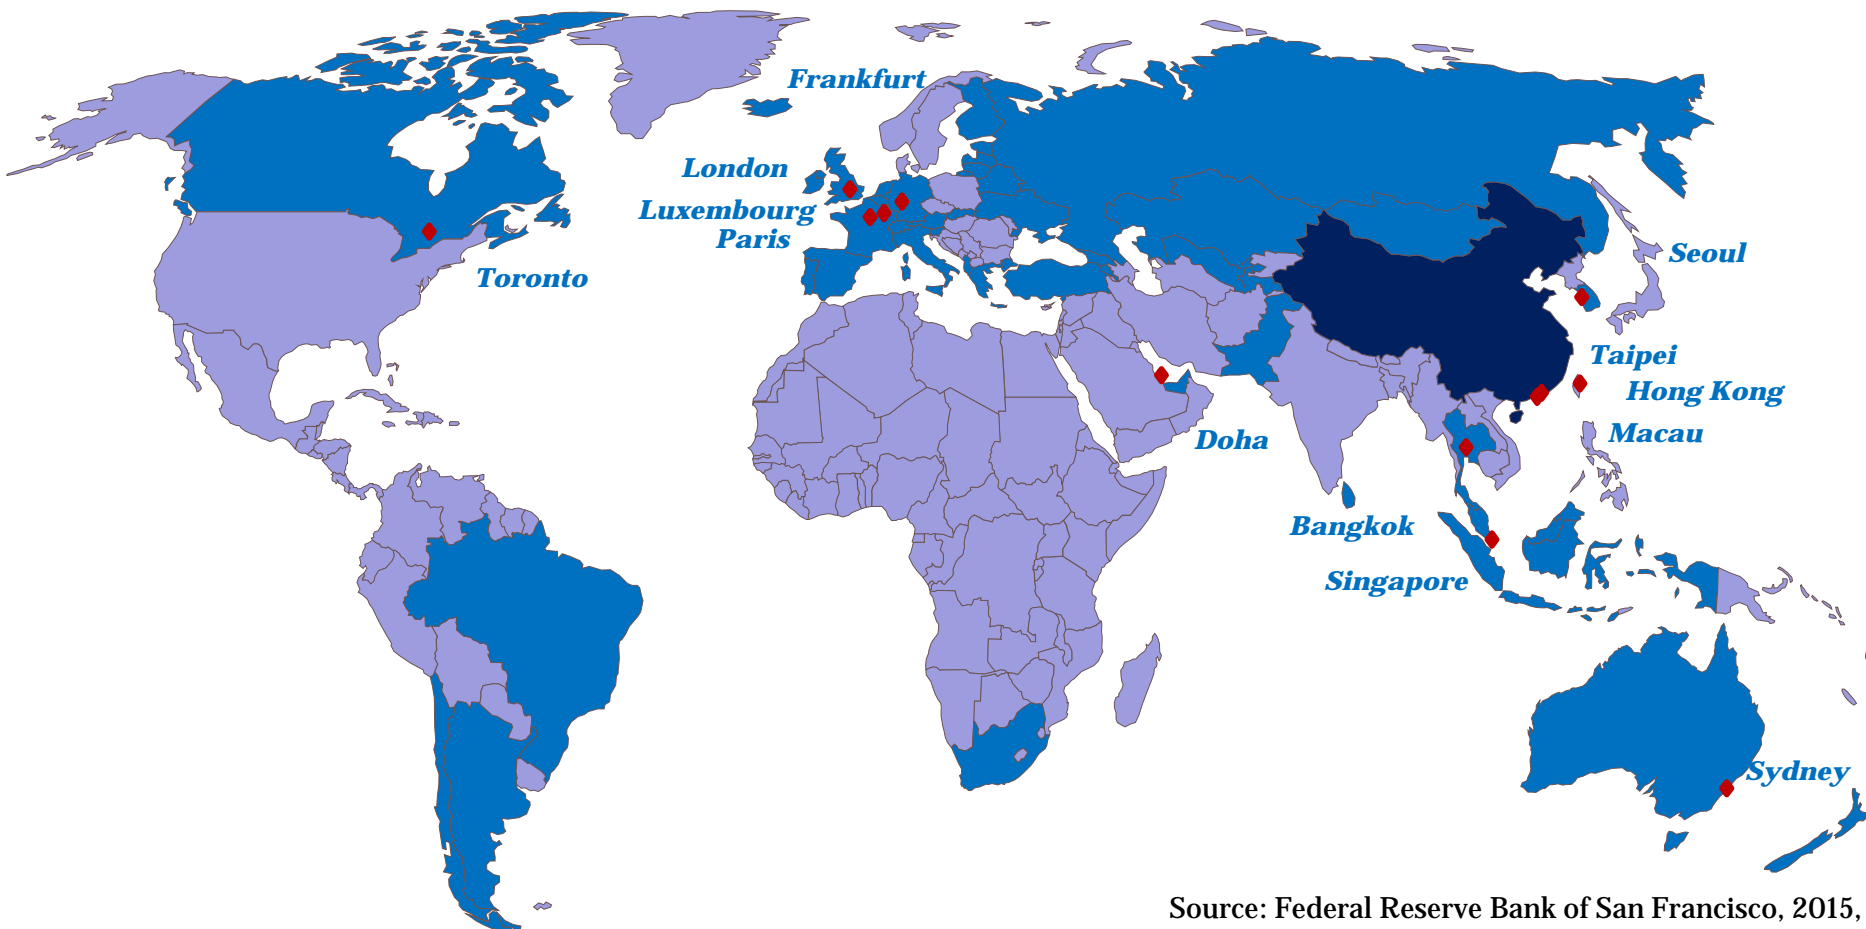 Frankfurt
London
Luxembourg
Paris
Toronto
Seoul
Taipei
Hong Kong
Macau
Doha
Bangkok
Singapore
Sydney
Source: Federal Reserve Bank of San Francisco, 2015,